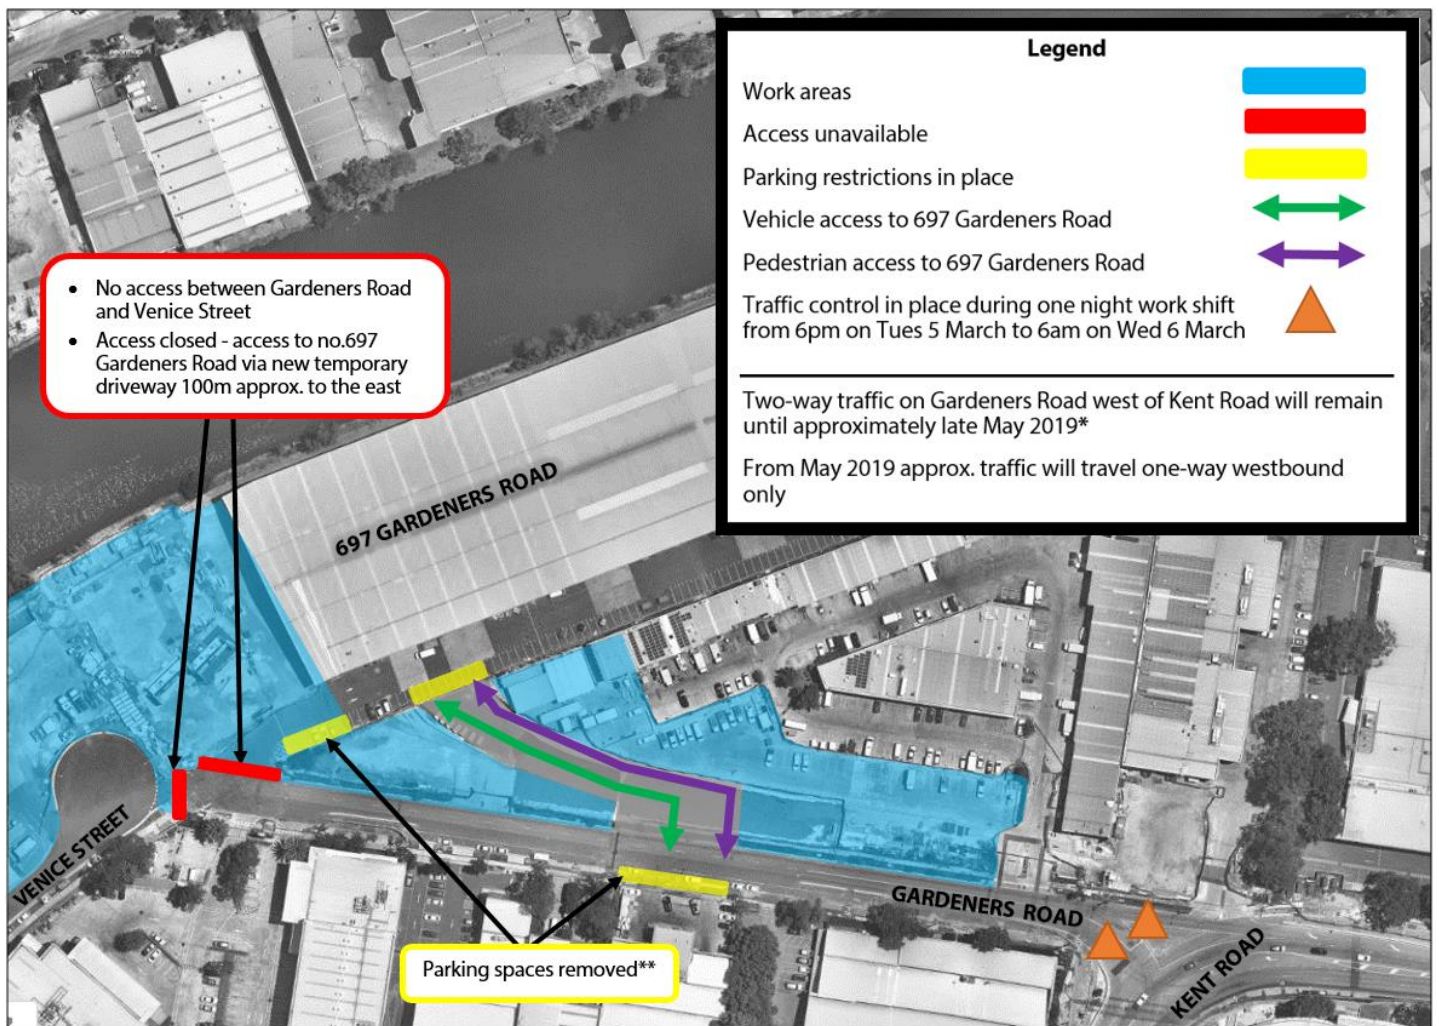 Legend
Work areas
Access unavailable
Parking restrictions in place
Vehicle access to 697 Gardeners Road
Pedestrian access to 697 Gardeners Road
Traffic control in place during one night work shift
from 6pm on Tues 5 March to 6am on Wed 6 March
Two-way traffic on Gardeners Road west of Kent Road will remain
until approximately late May 2019*
From May 2019 approx. traffic will travel one-way westbound
only
• No access between Gardeners Road
and Venice Street
• Access closed - access to no.697
Gardeners Road via new temporary
driveway 100m approx. to the east
697 GARDENERS ROAD
VENICE STREET
GARDENERS ROAD
KENT ROAD
Parking spaces removed**